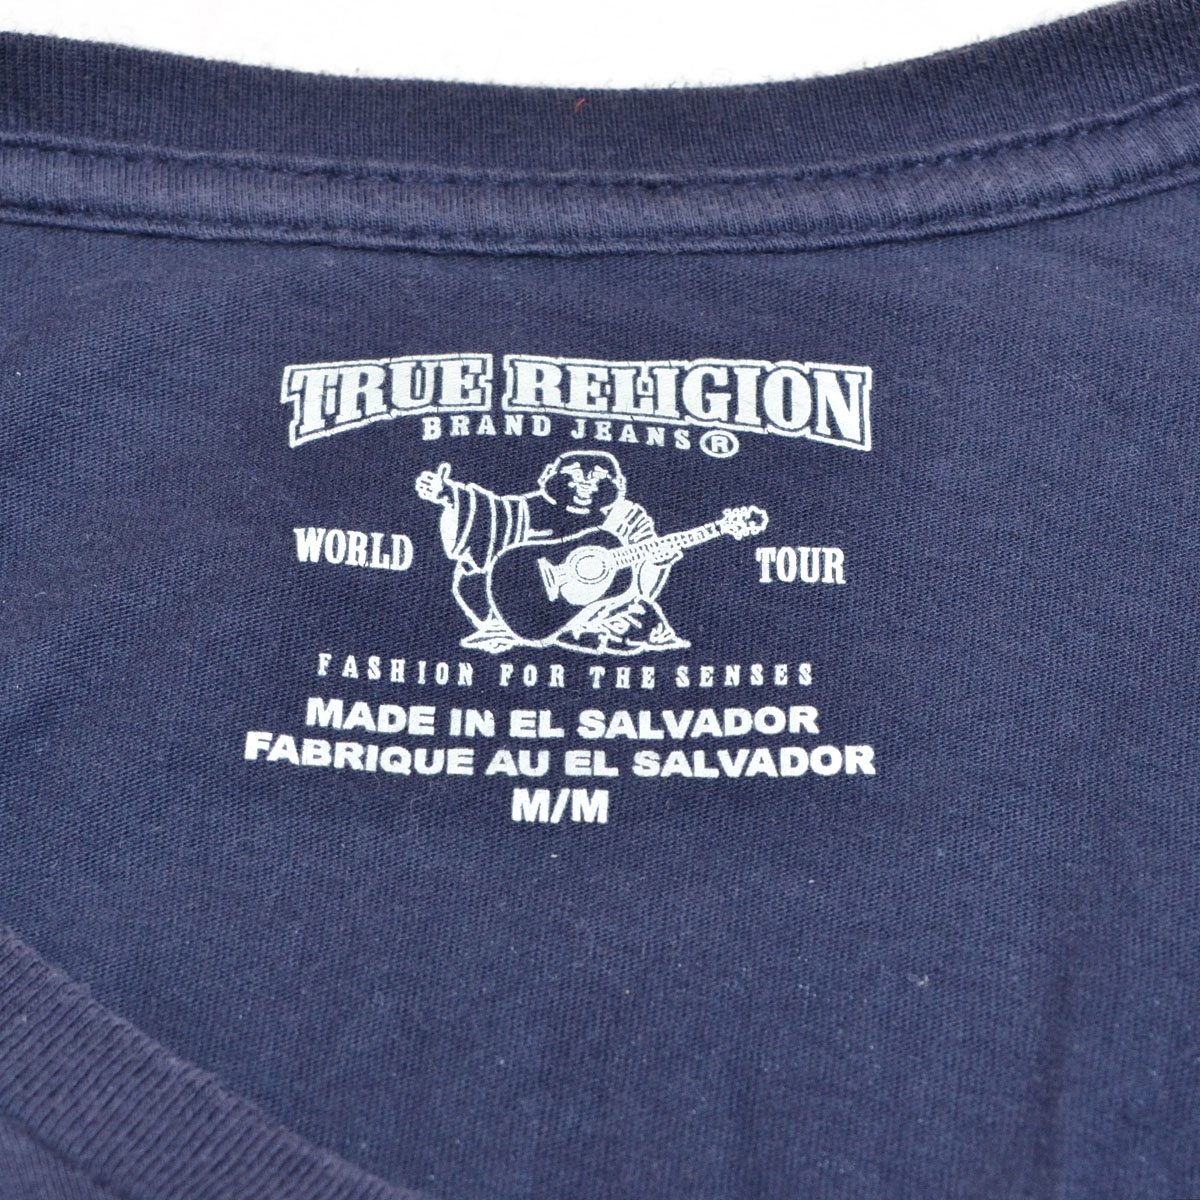 TRUE RELIGION
BRAND JEANS®
WORLD TOUR
FASHION FOR THE SENSES
MADE IN EL SALVADOR
FABRIQUE AU EL SALVADOR
M/M